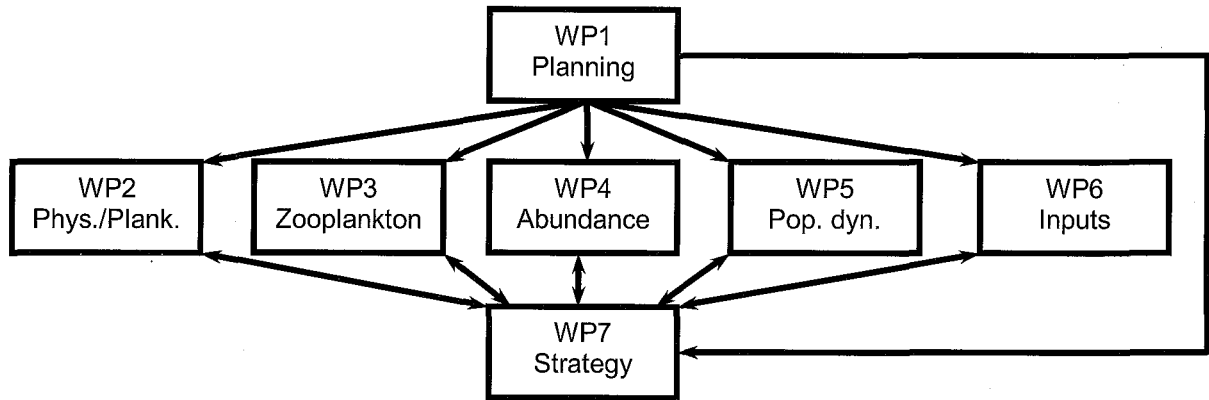 WP1
Planning
WP2
Phys./Plank.
WP3
Zooplankton
WP4
Abundance
WP5
Pop. dyn.
WP6
Inputs
WP7
Strategy